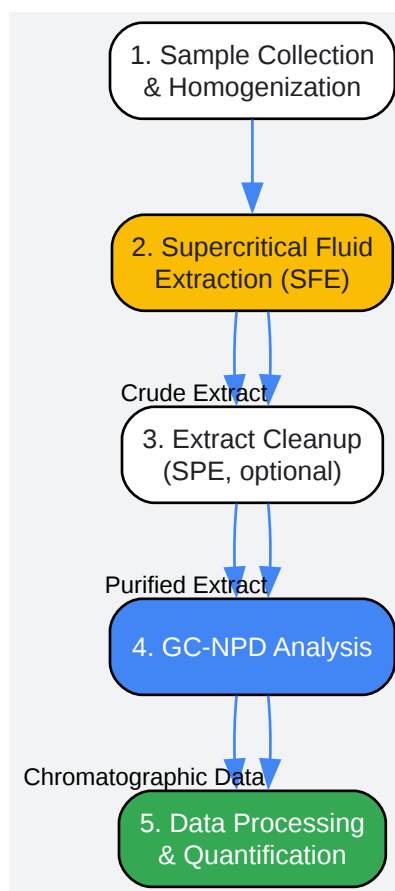 1. Sample Collection
& Homogenization
2. Supercritical Fluid
Extraction (SFE)
Crude Extract
3. Extract Cleanup
(SPE, optional)
Purified Extract
4. GC-NPD Analysis
Chromatographic Data
5. Data Processing
& Quantification